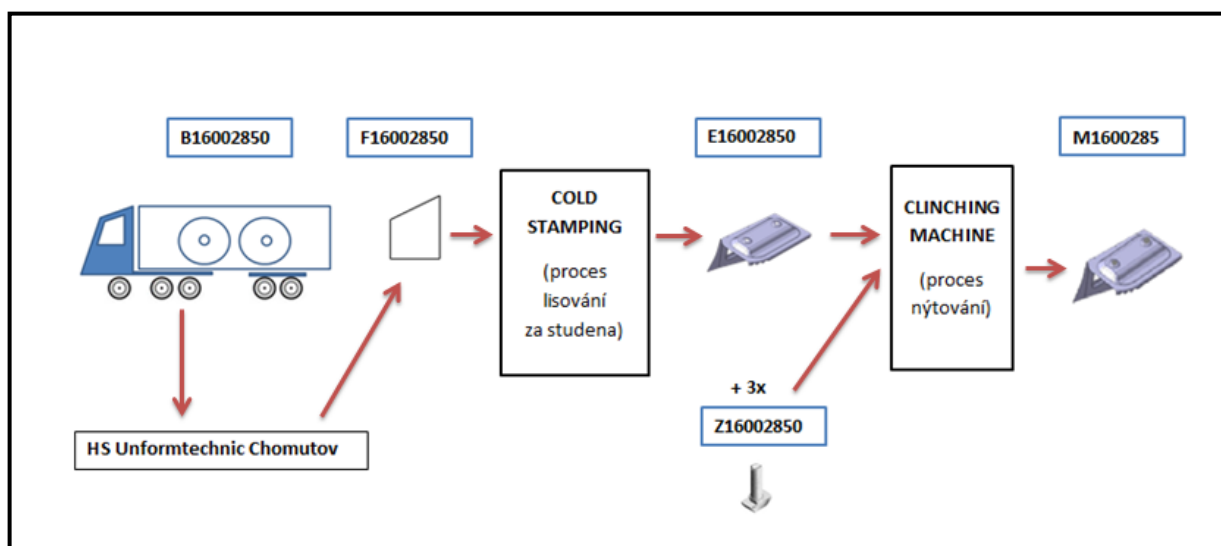 B16002850
F16002850
E16002850
M1600285
COLD
STAMPING
(proces
lisování
za studena)
CLINCHING
MACHINE
(proces
nýtování)
+ 3x
Z16002850
HS Unformtechnic Chomutov